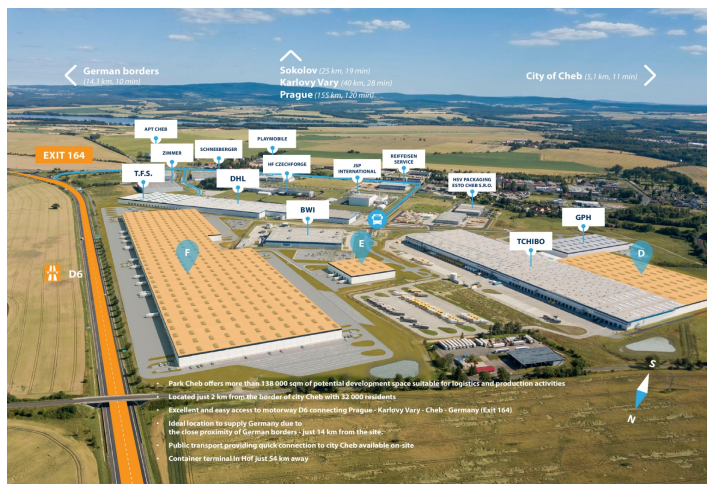 German borders
(14,3 km, 10 min)
Sokolov (25 km, 19 min)
Karlovy Vary (40 km, 28 min)
Prague (155 km, 120 min)
City of Cheb (5,1 km, 11 min)
EXIT 164
APT CHEB
ZIMMER
SCHNEEBERGER
PLAYMOBILE
T.F.S.
DHL
HF CZECHFORGE
JSP
INTERNATIONAL
REIFFEISEN
SERVICE
HSV PACKAGING
ESTO CHEB S.R.O.
BWI
GPH
TCHIBO
F
E
D
D6
• Park Cheb offers more than 138 000 sqm of potential development space suitable for logistics and production activities
• Located just 2 km from the border of city Cheb with 32 000 residents
• Excellent and easy access to motorway D6 connecting Prague - Karlovy Vary - Cheb - Germany (Exit 164)
• Ideal location to supply Germany due to
the close proximity of German borders - just 14 km from the site.
• Public transport providing quick connection to city Cheb available on-site
• Container terminal in Hof just 54 km away
S
N